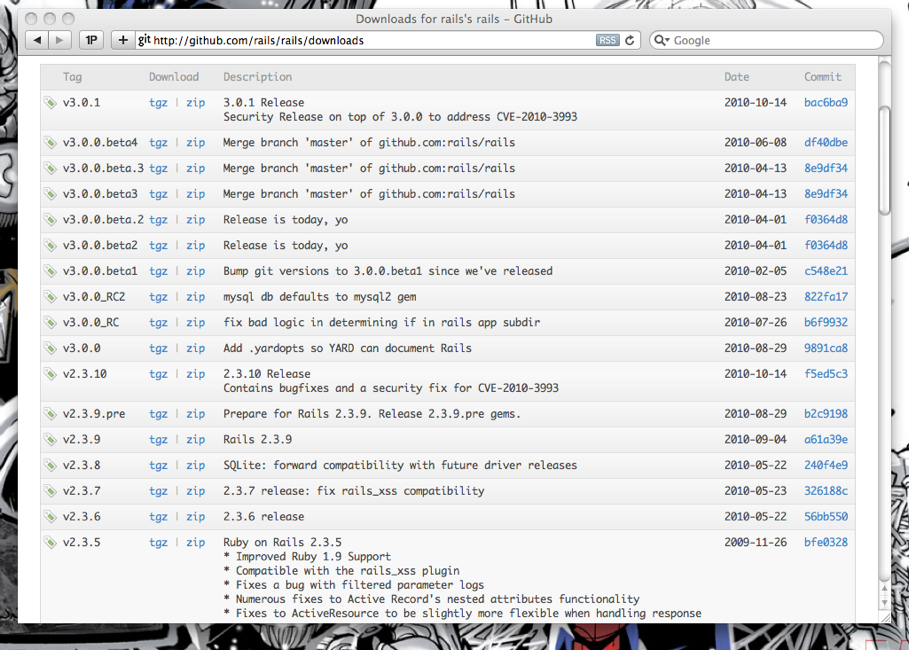 Downloads for rails's rails – GitHub
1P + git http://github.com/rails/rails/downloads RSS Google
Tag Download Description Date Commit
v3.0.1 tgz | zip 3.0.1 Release 2010-10-14 bac6ba9
Security Release on top of 3.0.0 to address CVE-2010-3993
v3.0.0.beta4 tgz | zip Merge branch 'master' of github.com:rails/rails 2010-06-08 df40dbe
v3.0.0.beta.3 tgz | zip Merge branch 'master' of github.com:rails/rails 2010-04-13 8e9df34
v3.0.0.beta3 tgz | zip Merge branch 'master' of github.com:rails/rails 2010-04-13 8e9df34
v3.0.0.beta.2 tgz | zip Release is today, yo 2010-04-01 f0364d8
v3.0.0.beta2 tgz | zip Release is today, yo 2010-04-01 f0364d8
v3.0.0.beta1 tgz | zip Bump git versions to 3.0.0.beta1 since we've released 2010-02-05 c548e21
v3.0.0_RC2 tgz | zip mysql db defaults to mysql2 gem 2010-08-23 822fa17
v3.0.0_RC tgz | zip fix bad logic in determining if in rails app subdir 2010-07-26 b6f9932
v3.0.0 tgz | zip Add .yardopts so YARD can document Rails 2010-08-29 9891ca8
v2.3.10 tgz | zip 2.3.10 Release 2010-10-14 f5ed5c3
Contains bugfixes and a security fix for CVE-2010-3993
v2.3.9.pre tgz | zip Prepare for Rails 2.3.9. Release 2.3.9.pre gems. 2010-08-29 b2c9198
v2.3.9 tgz | zip Rails 2.3.9 2010-09-04 a61a39e
v2.3.8 tgz | zip SQLite: forward compatibility with future driver releases 2010-05-22 240f4e9
v2.3.7 tgz | zip 2.3.7 release: fix rails_xss compatibility 2010-05-23 326188c
v2.3.6 tgz | zip 2.3.6 release 2010-05-22 56bb550
v2.3.5 tgz | zip Ruby on Rails 2.3.5 2009-11-26 bfe0328
* Improved Ruby 1.9 Support
* Compatible with the rails_xss plugin
* Fixes a bug with filtered parameter logs
* Numerous fixes to Active Record's nested attributes functionality
* Fixes to ActiveResource to be slightly more flexible when handling response